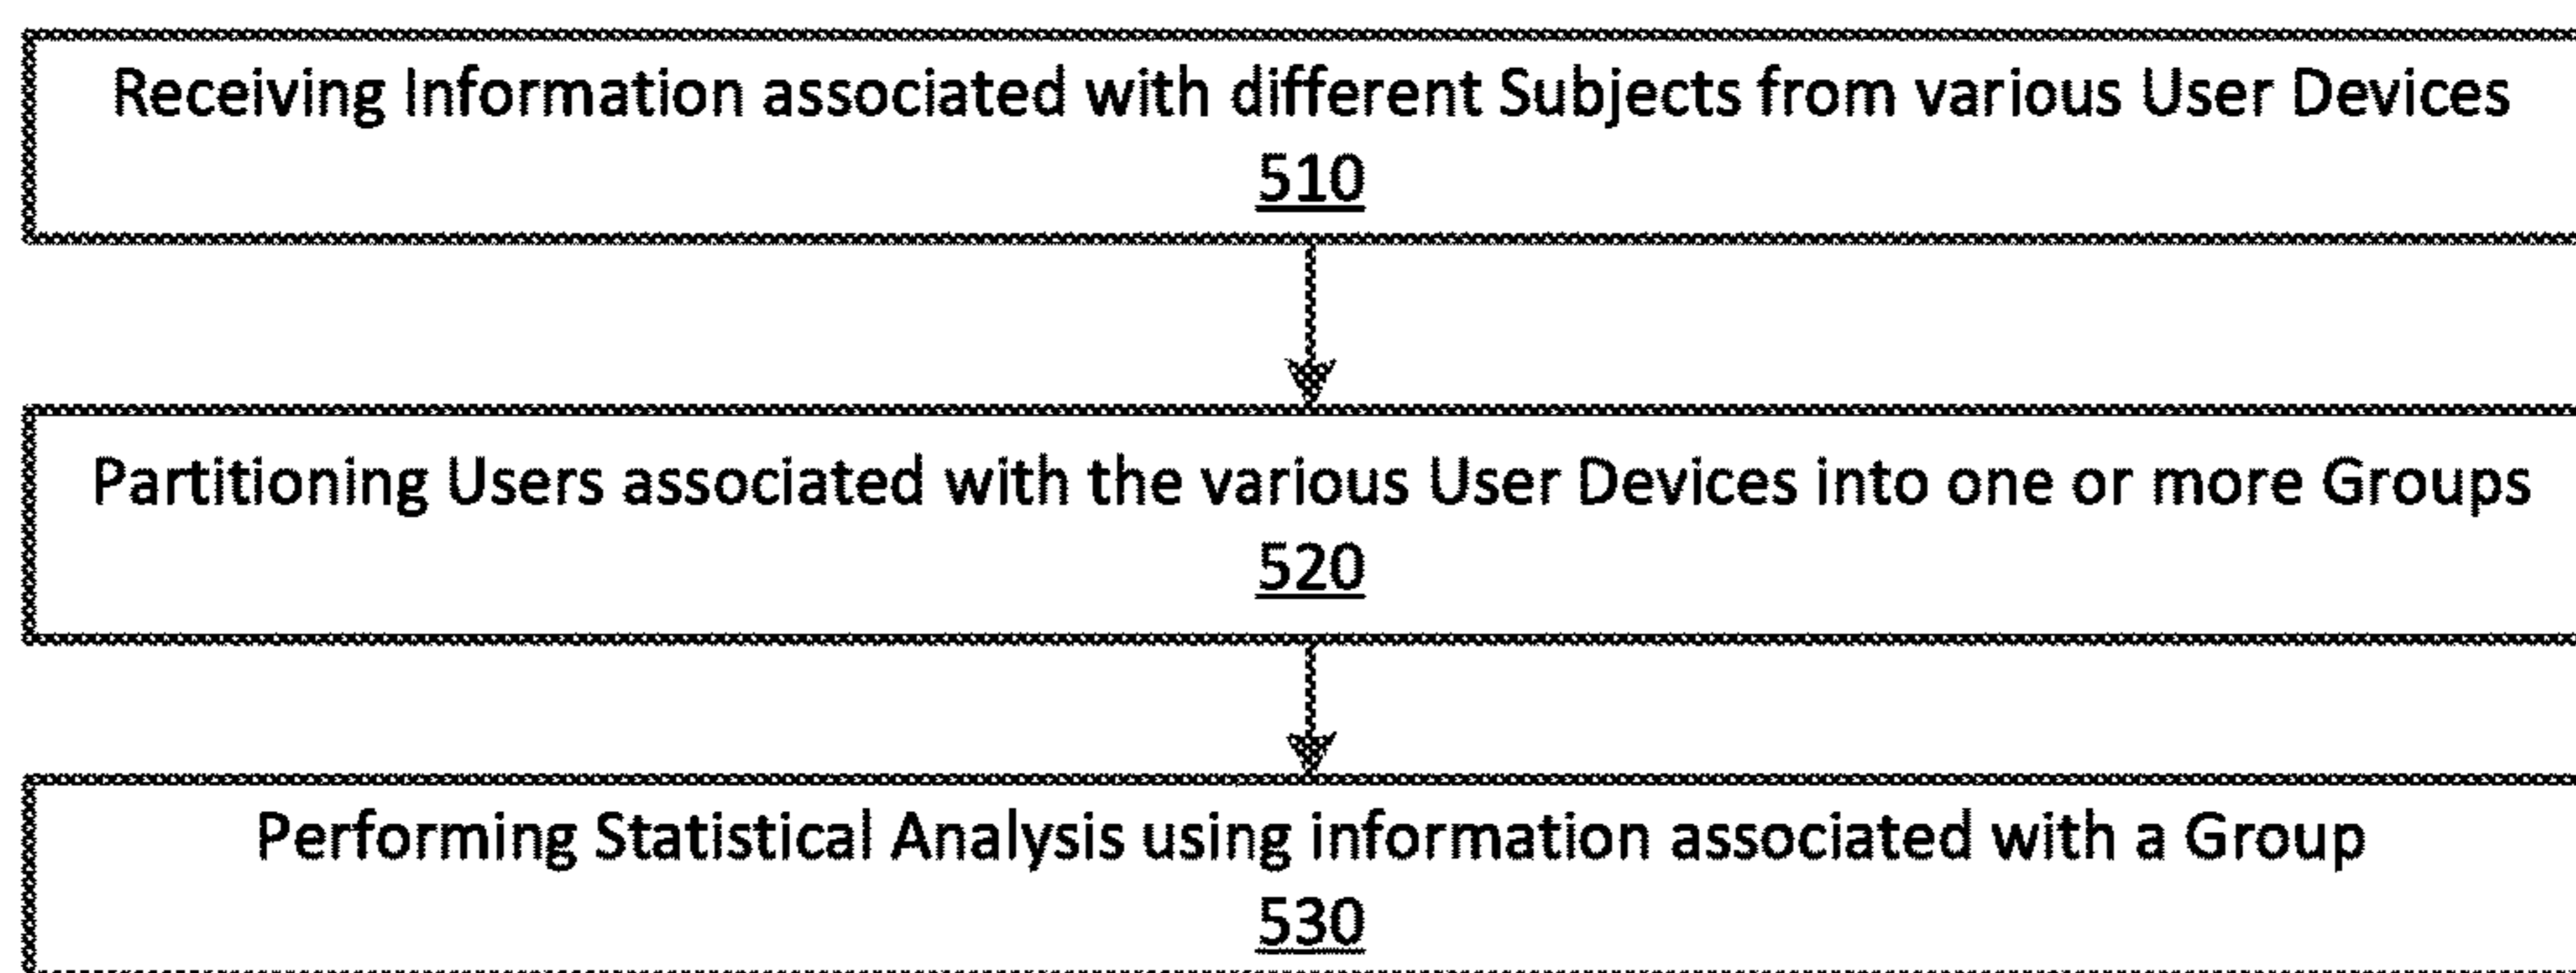 Receiving Information associated with different Subjects from various User Devices
510
Partitioning Users associated with the various User Devices into one or more Groups
520
Performing Statistical Analysis using information associated with a Group
530